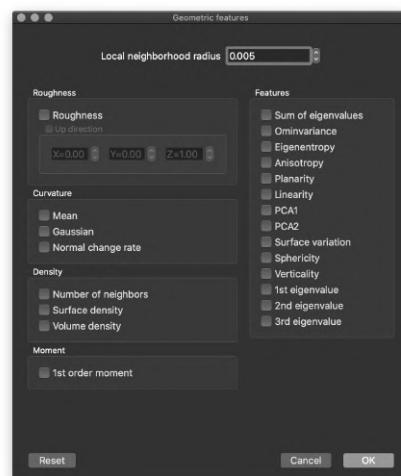 Geometric features
Local neighborhood radius 0.005
Roughness
Roughness
Up direction
X=0.00 Y=0.00 Z=1.00
Curvature
Mean
Gaussian
Normal change rate
Density
Number of neighbors
Surface density
Volume density
Moment
1st order moment
Features
Sum of eigenvalues
Ominvariance
Eigenentropy
Anisotropy
Planarity
Linearity
PCA1
PCA2
Surface variation
Sphericity
Verticality
1st eigenvalue
2nd eigenvalue
3rd eigenvalue
Reset Cancel OK